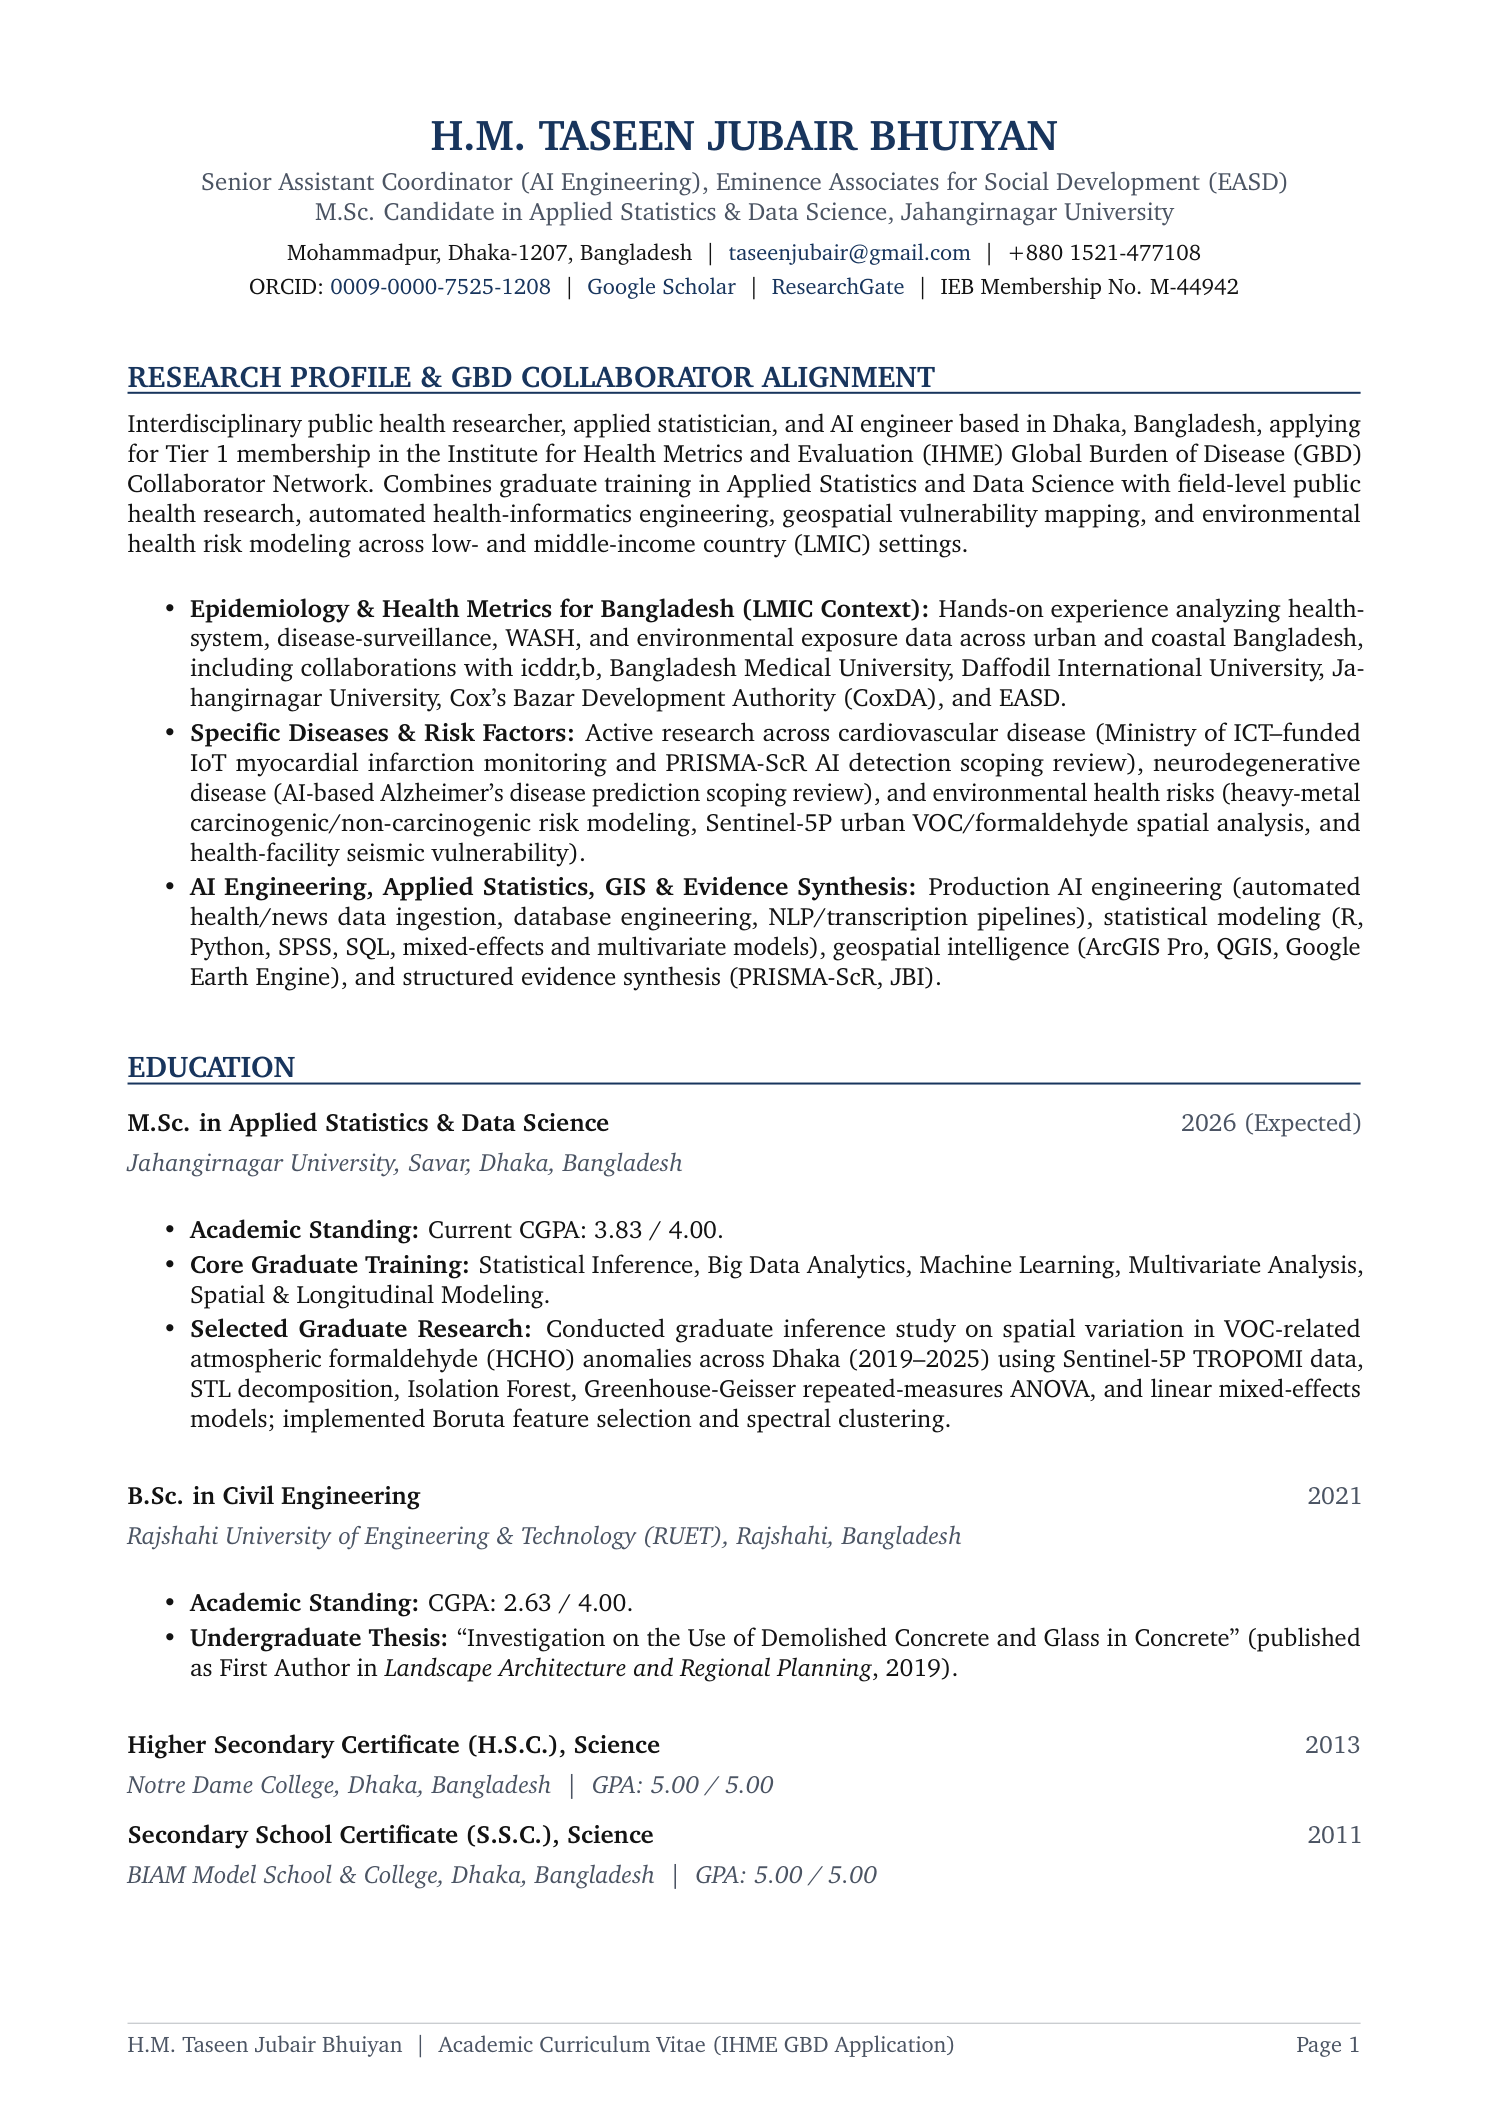 H.M. TASEEN JUBAIR BHUIYAN
Senior Assistant Coordinator (AI Engineering), Eminence Associates for Social Development (EASD)
M.Sc. Candidate in Applied Statistics & Data Science, Jahangirnagar University
Mohammadpur, Dhaka-1207, Bangladesh | taseenjubair@gmail.com | +880 1521-477108
ORCID: 0009-0000-7525-1208 | Google Scholar | ResearchGate | IEB Membership No. M-44942
RESEARCH PROFILE & GBD COLLABORATOR ALIGNMENT
Interdisciplinary public health researcher, applied statistician, and AI engineer based in Dhaka, Bangladesh, applying
for Tier 1 membership in the Institute for Health Metrics and Evaluation (IHME) Global Burden of Disease (GBD)
Collaborator Network. Combines graduate training in Applied Statistics and Data Science with field-level public
health research, automated health-informatics engineering, geospatial vulnerability mapping, and environmental
health risk modeling across low- and middle-income country (LMIC) settings.
• Epidemiology & Health Metrics for Bangladesh (LMIC Context): Hands-on experience analyzing health-
system, disease-surveillance, WASH, and environmental exposure data across urban and coastal Bangladesh,
including collaborations with icddr,b, Bangladesh Medical University, Daffodil International University, Ja-
hangirnagar University, Cox's Bazar Development Authority (CoxDA), and EASD.
• Specific Diseases & Risk Factors: Active research across cardiovascular disease (Ministry of ICT–funded
IoT myocardial infarction monitoring and PRISMA-ScR AI detection scoping review), neurodegenerative
disease (AI-based Alzheimer's disease prediction scoping review), and environmental health risks (heavy-metal
carcinogenic/non-carcinogenic risk modeling, Sentinel-5P urban VOC/formaldehyde spatial analysis, and
health-facility seismic vulnerability).
• AI Engineering, Applied Statistics, GIS & Evidence Synthesis: Production AI engineering (automated
health/news data ingestion, database engineering, NLP/transcription pipelines), statistical modeling (R,
Python, SPSS, SQL, mixed-effects and multivariate models), geospatial intelligence (ArcGIS Pro, QGIS, Google
Earth Engine), and structured evidence synthesis (PRISMA-ScR, JBI).
EDUCATION
M.Sc. in Applied Statistics & Data Science 2026 (Expected)
Jahangirnagar University, Savar, Dhaka, Bangladesh
• Academic Standing: Current CGPA: 3.83 / 4.00.
• Core Graduate Training: Statistical Inference, Big Data Analytics, Machine Learning, Multivariate Analysis,
Spatial & Longitudinal Modeling.
• Selected Graduate Research: Conducted graduate inference study on spatial variation in VOC-related
atmospheric formaldehyde (HCHO) anomalies across Dhaka (2019–2025) using Sentinel-5P TROPOMI data,
STL decomposition, Isolation Forest, Greenhouse-Geisser repeated-measures ANOVA, and linear mixed-effects
models; implemented Boruta feature selection and spectral clustering.
B.Sc. in Civil Engineering 2021
Rajshahi University of Engineering & Technology (RUET), Rajshahi, Bangladesh
• Academic Standing: CGPA: 2.63 / 4.00.
• Undergraduate Thesis: “Investigation on the Use of Demolished Concrete and Glass in Concrete” (published
as First Author in Landscape Architecture and Regional Planning, 2019).
Higher Secondary Certificate (H.S.C.), Science 2013
Notre Dame College, Dhaka, Bangladesh | GPA: 5.00 / 5.00
Secondary School Certificate (S.S.C.), Science 2011
BIAM Model School & College, Dhaka, Bangladesh | GPA: 5.00 / 5.00
H.M. Taseen Jubair Bhuiyan | Academic Curriculum Vitae (IHME GBD Application) Page 1